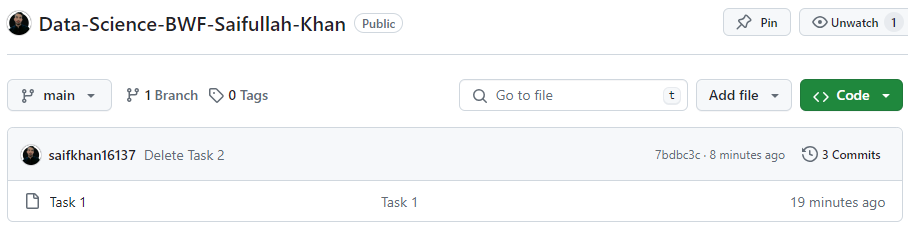 Data-Science-BWF-Saifullah-Khan Public Pin Unwatch 1
main 1 Branch 0 Tags Go to file t Add file Code
saifkhan16137 Delete Task 2 7bdbc3c · 8 minutes ago 3 Commits
Task 1 Task 1 19 minutes ago